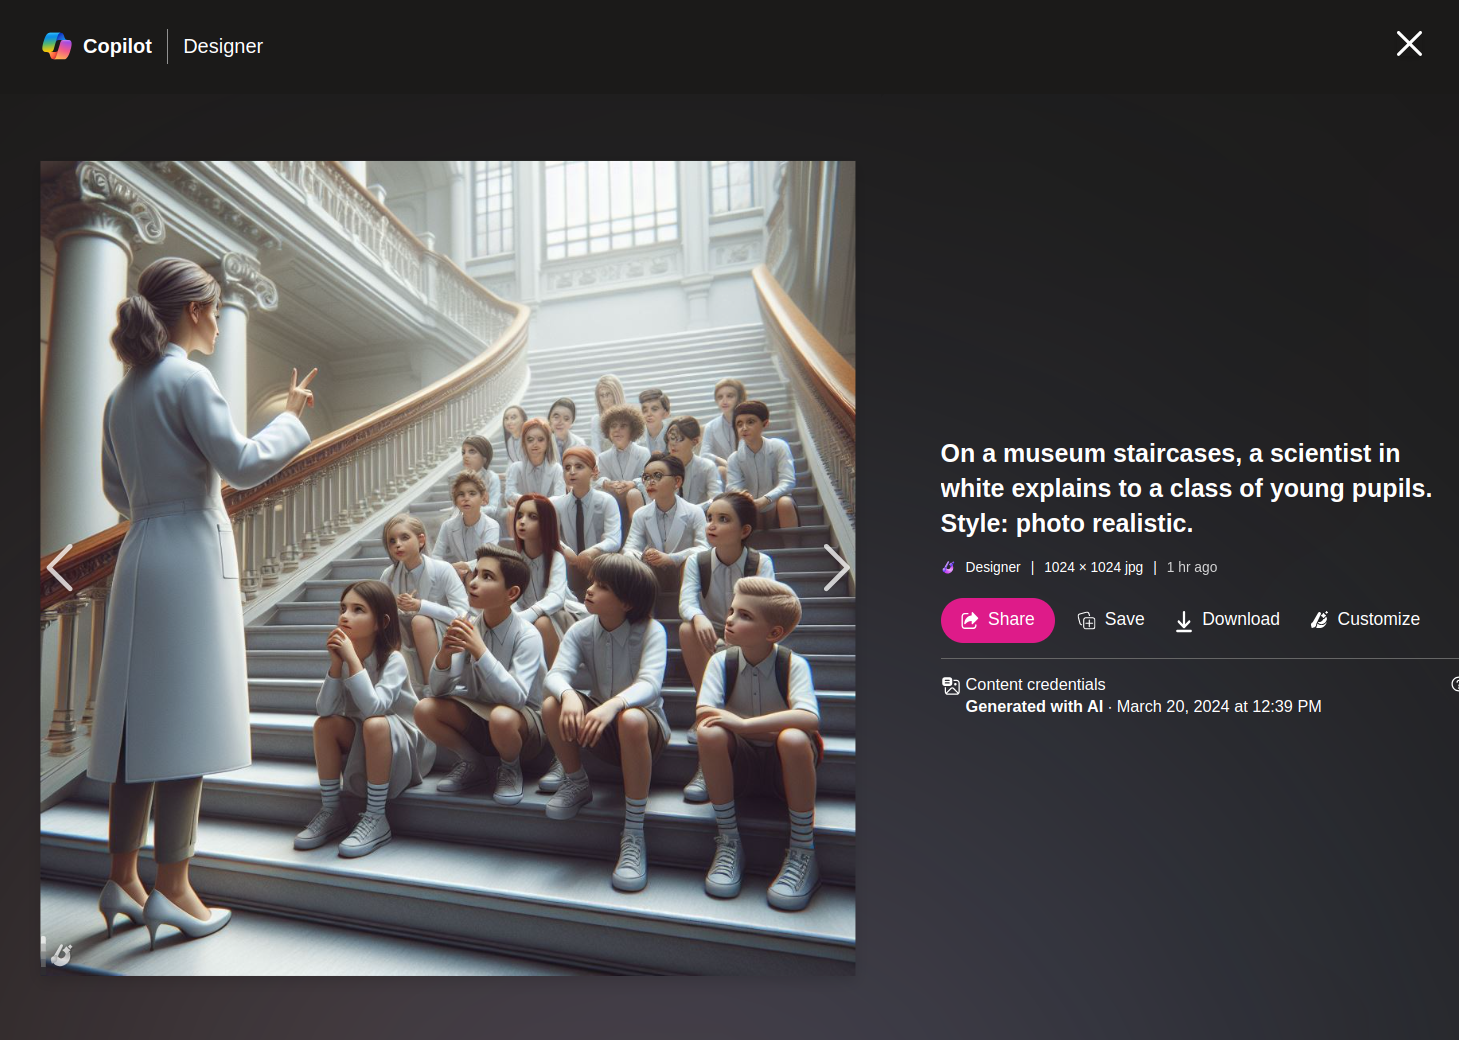 Copilot | Designer
On a museum staircases, a scientist in
white explains to a class of young pupils.
Style: photo realistic.
Designer | 1024 × 1024 jpg | 1 hr ago
Share Save Download Customize
Content credentials
Generated with AI · March 20, 2024 at 12:39 PM